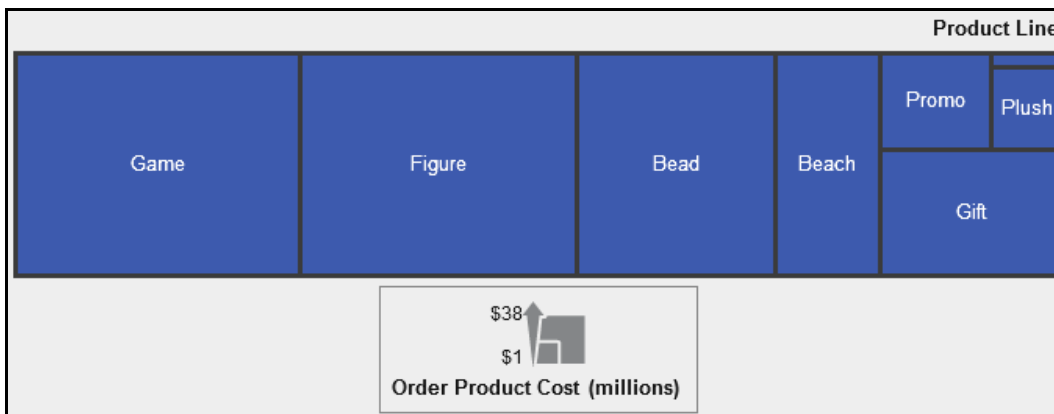 Product Line
Game
Figure
Bead
Beach
Promo
Plush
Gift
$38
$1
Order Product Cost (millions)